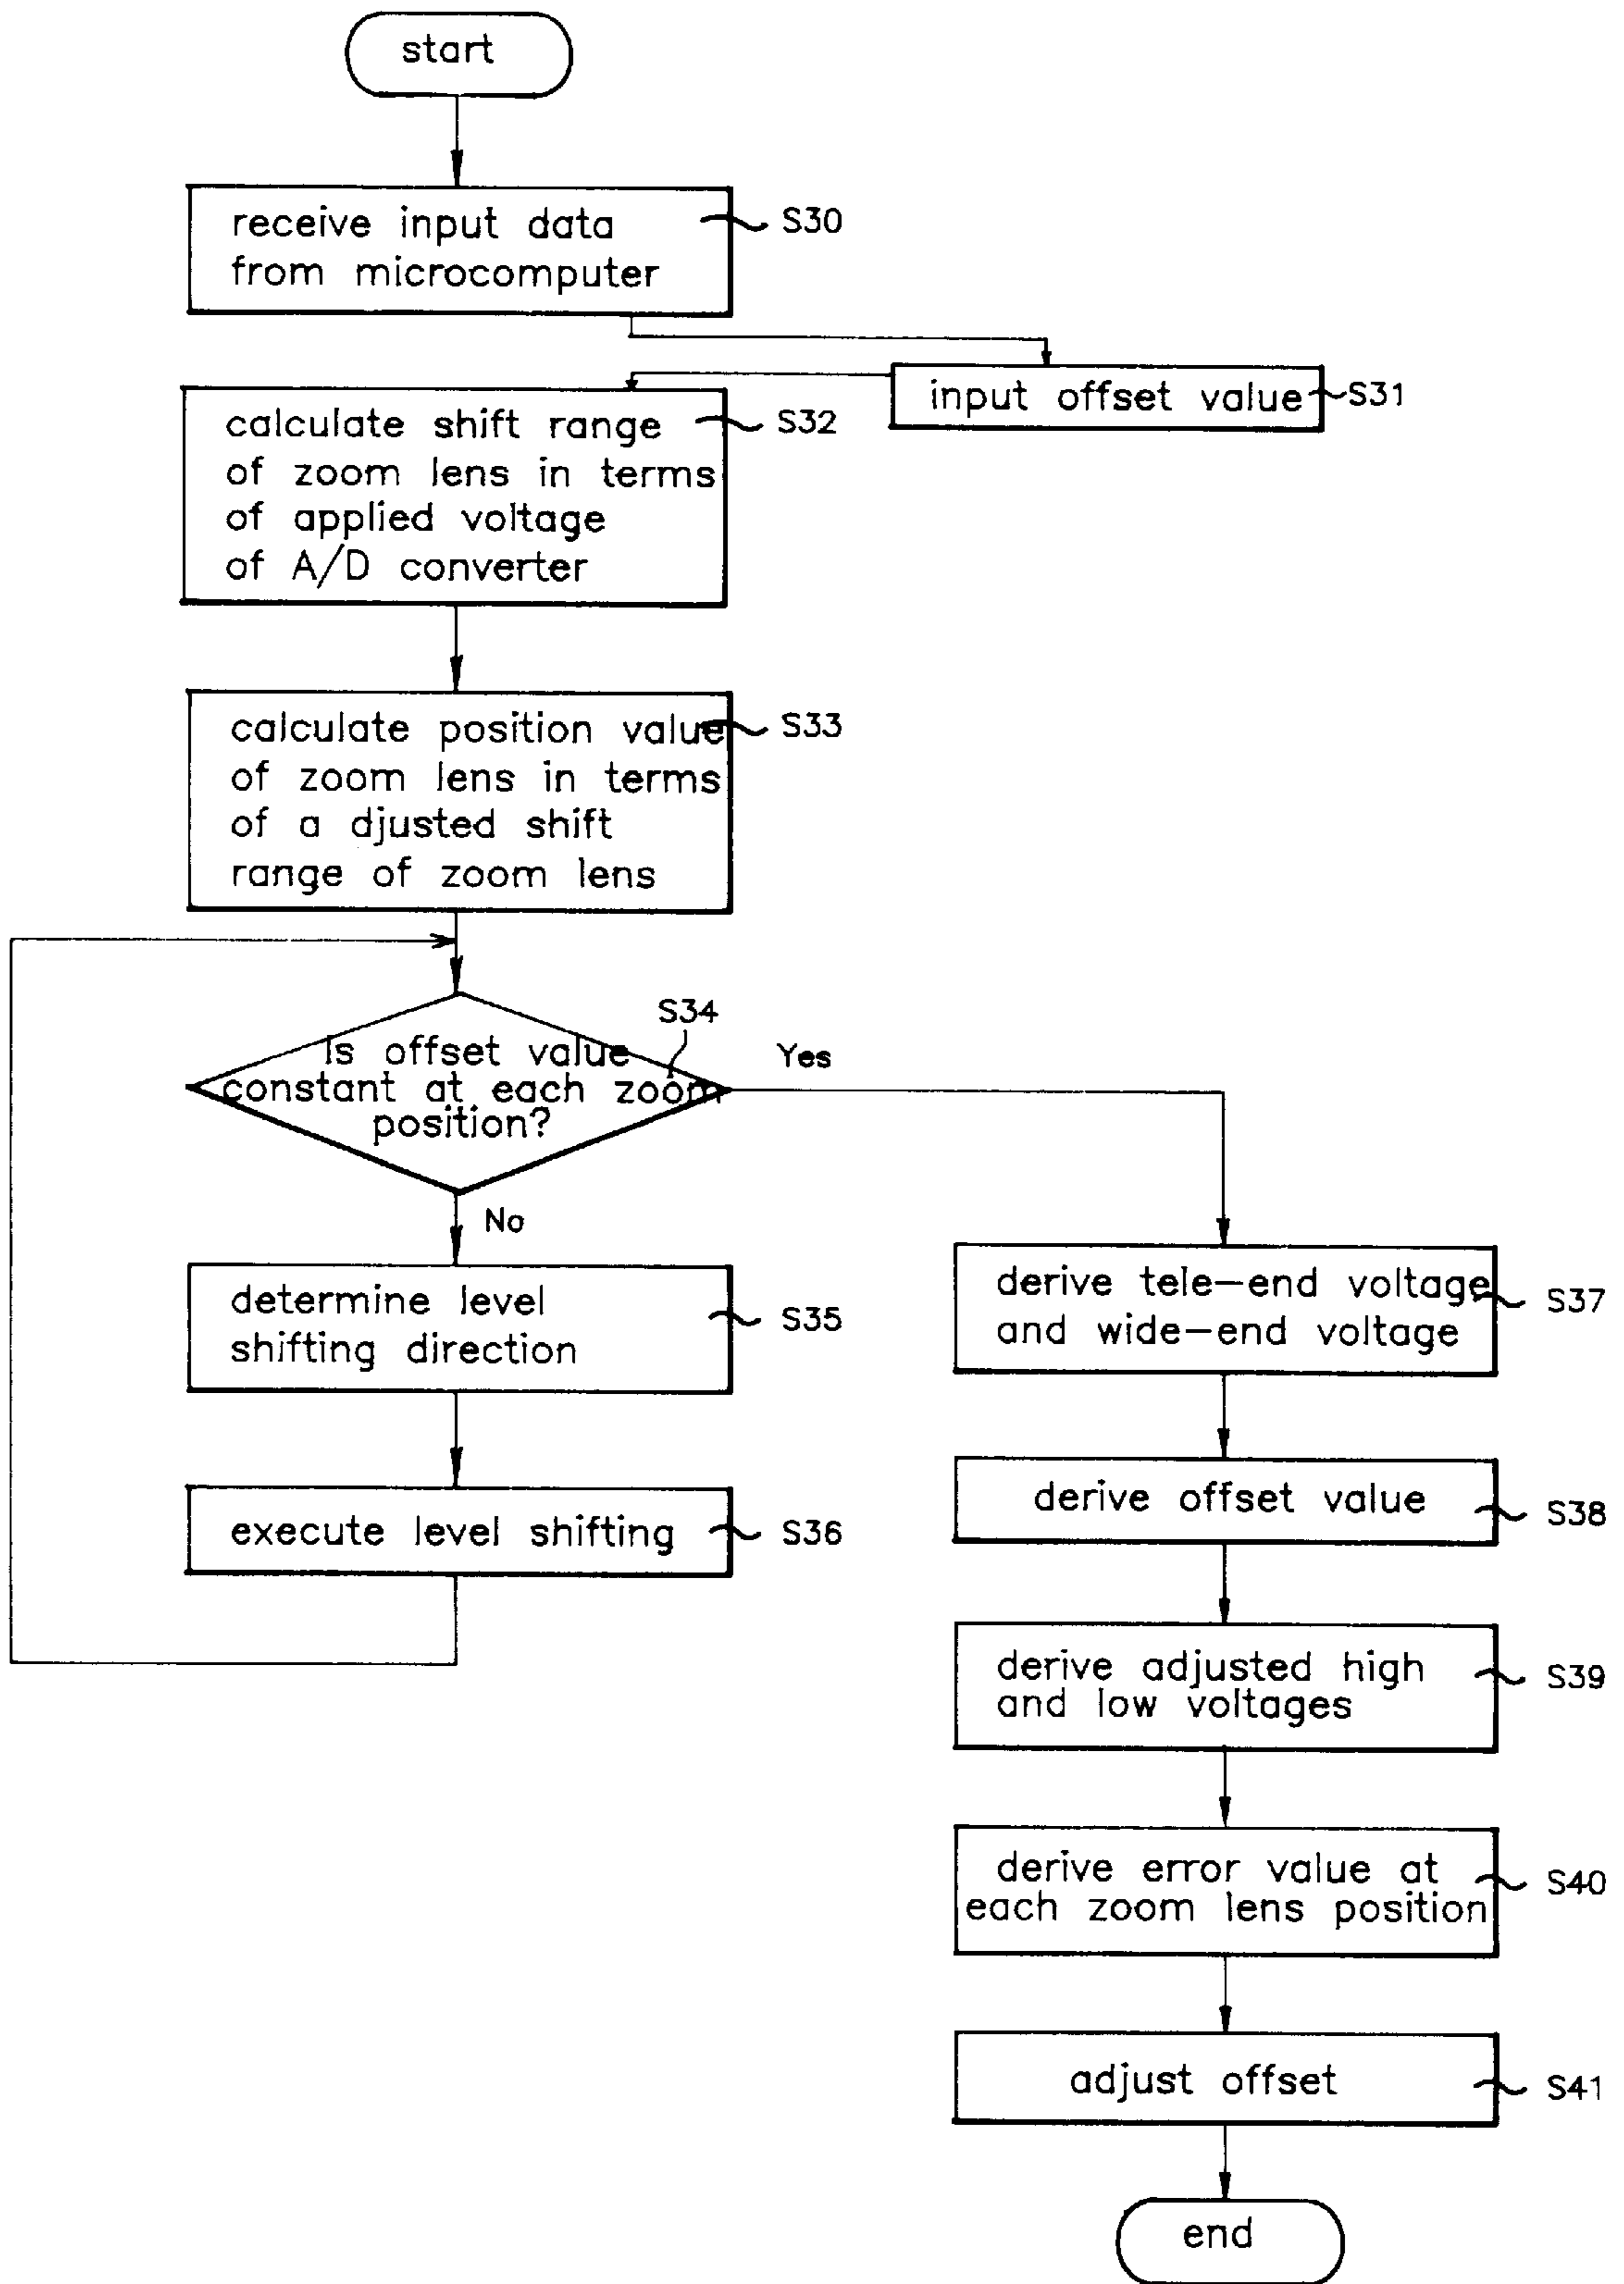 start
receive input data
from microcomputer
S30
input offset value
S31
calculate shift range
of zoom lens in terms
of applied voltage
of A/D converter
S32
calculate position value
of zoom lens in terms
of a djusted shift
range of zoom lens
S33
S34
Is offset value
constant at each zoom
position?
Yes
No
determine level
shifting direction
S35
execute level shifting
S36
derive tele-end voltage
and wide-end voltage
S37
derive offset value
S38
derive adjusted high
and low voltages
S39
derive error value at
each zoom lens position
S40
adjust offset
S41
end